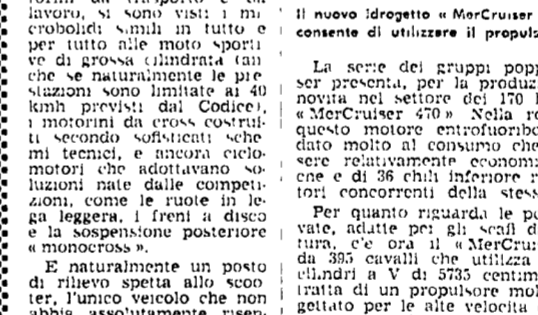 lavoro, si sono visti i mi
crobolidi simili in tutto e
per tutto alle moto sporti
ve di grossa cilindrata (an
che se naturalmente le pre
stazioni sono limitate ai 40
kmh previsti dal Codice),
i motorini da cross costrui-
ti secondo sofisticati sche
mi tecnici, e ancora ciclo-
motori che adottavano so-
luzioni nate dalle competi-
zioni, come le ruote in le-
ga leggera, i freni a disco
e la sospensione posteriore
« monocross ».
E naturalmente un posto
di rilievo spetta allo scoo
ter, l'unico veicolo che non
abbia assolutamente risen-
Il nuovo idrogetto « MerCruiser
consente di utilizzare il propuls
La serie dei gruppi popp
ser presenta, per la produz
novità nel settore dei 170 H
« MerCruiser 470 » Nella re
questo motore entrofuoribo
dato molto al consumo che
sere relativamente economi
cne e di 36 chili inferiore r
tori concorrenti della stess
Per quanto riguarda le po
vate, adatte per gli scafi d
tura, c'è ora il « MerCrui
da 395 cavalli che utilizza
cilindri a V di 5735 centim
tratta di un propulsore mol
gettato per le alte velocità